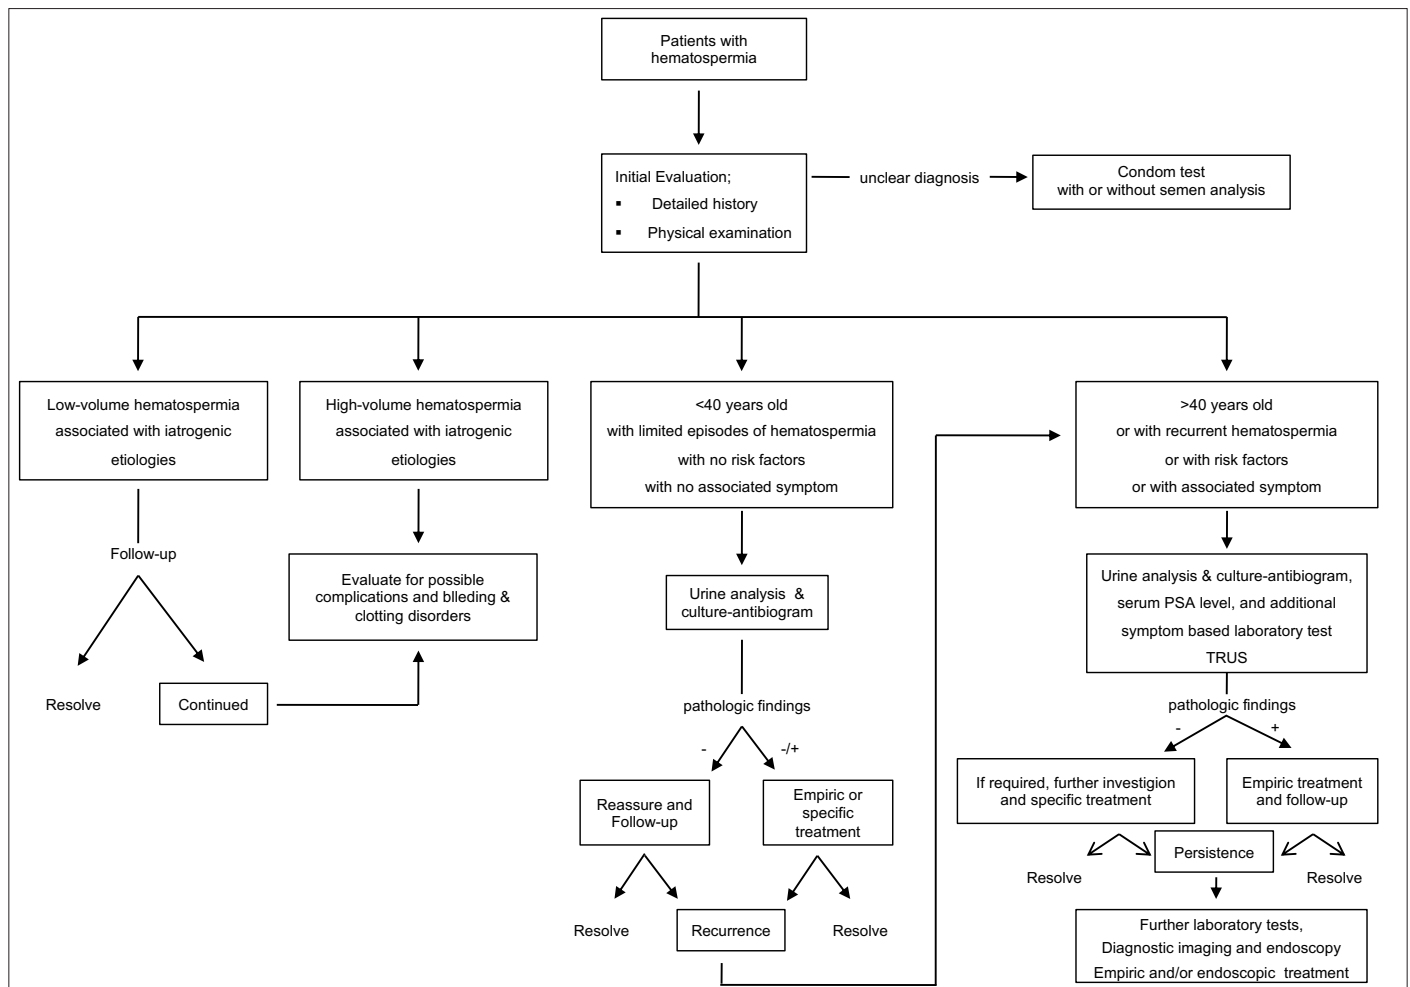 Patients with
hematospermia
Initial Evaluation;
▪ Detailed history
▪ Physical examination
unclear diagnosis
Condom test
with or without semen analysis
Low-volume hematospermia
associated with iatrogenic
etiologies
High-volume hematospermia
associated with iatrogenic
etiologies
<40 years old
with limited episodes of hematospermia
with no risk factors
with no associated symptom
>40 years old
or with recurrent hematospermia
or with risk factors
or with associated symptom
Follow-up
Resolve
Continued
Evaluate for possible
complications and blleding &
clotting disorders
Urine analysis &
culture-antibiogram
pathologic findings
-
-/+
Reassure and
Follow-up
Empiric or
specific
treatment
Resolve
Recurrence
Resolve
Urine analysis & culture-antibiogram,
serum PSA level, and additional
symptom based laboratory test
TRUS
pathologic findings
-
+
If required, further investigion
and specific treatment
Empiric treatment
and follow-up
Resolve
Persistence
Resolve
Further laboratory tests,
Diagnostic imaging and endoscopy
Empiric and/or endoscopic treatment